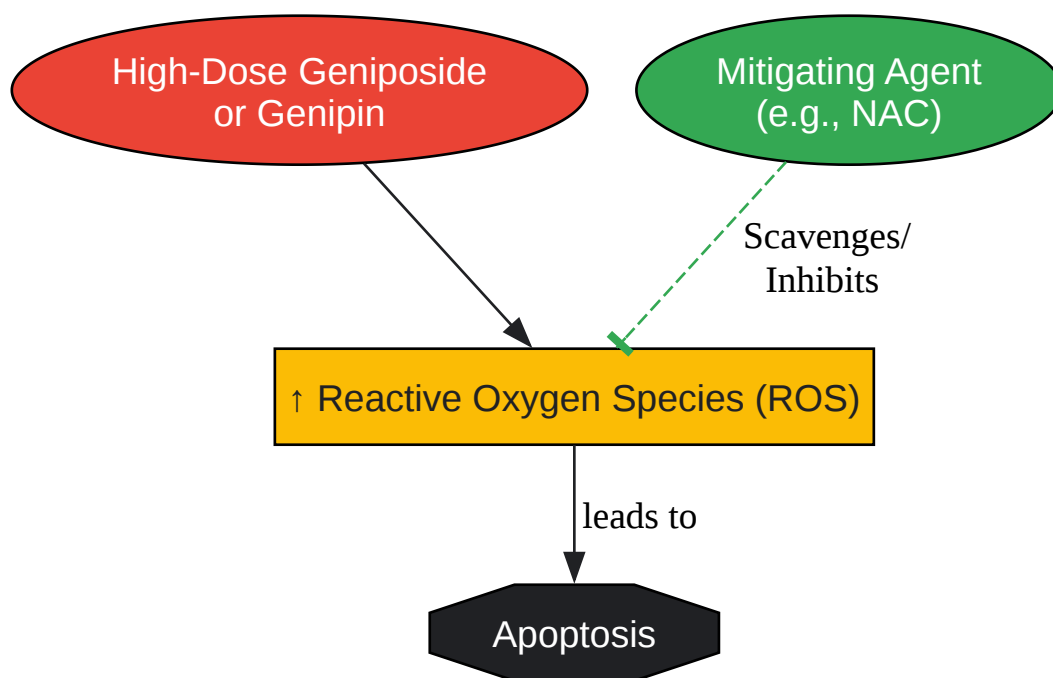 High-Dose Geniposide
or Genipin
Mitigating Agent
(e.g., NAC)
Scavenges/
Inhibits
↑ Reactive Oxygen Species (ROS)
leads to
Apoptosis